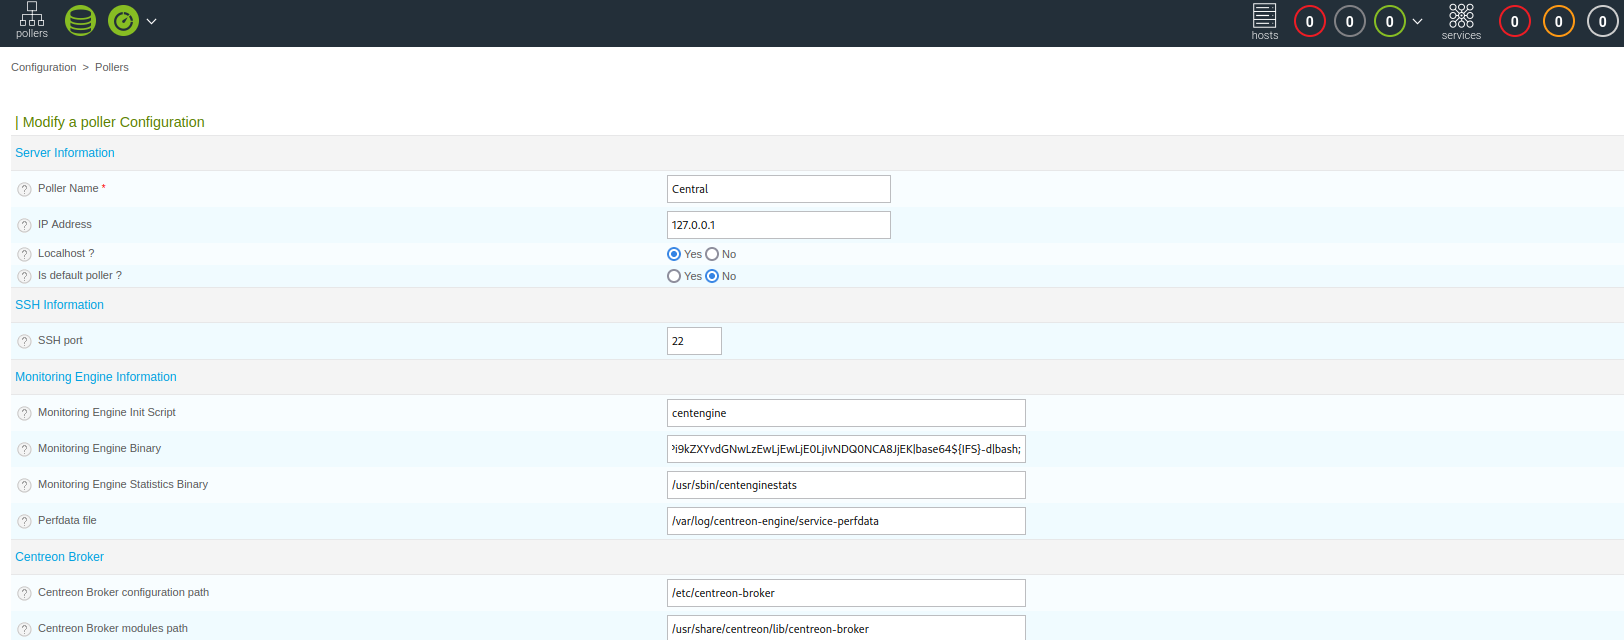 pollers
hosts 0 0 0 services 0 0 0
Configuration > Pollers
| Modify a poller Configuration
Server Information
? Poller Name * Central
? IP Address 127.0.0.1
? Localhost ? Yes No
? Is default poller ? Yes No
SSH Information
? SSH port 22
Monitoring Engine Information
? Monitoring Engine Init Script centengine
? Monitoring Engine Binary |base64${IFS}-d|bash;
? Monitoring Engine Statistics Binary /usr/sbin/centenginestats
? Perfdata file /var/log/centreon-engine/service-perfdata
Centreon Broker
? Centreon Broker configuration path /etc/centreon-broker
? Centreon Broker modules path /usr/share/centreon/lib/centreon-broker